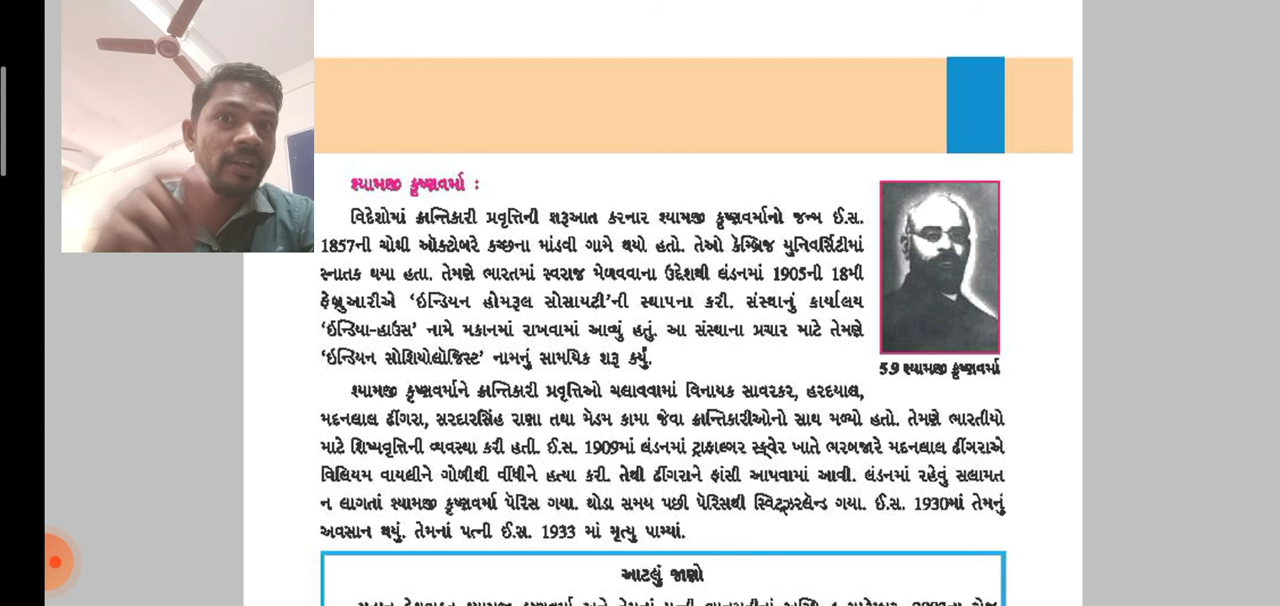 શ્યામજી કૃષ્ણવર્મા :
વિદેશોમાં ક્રાન્તિકારી પ્રવૃત્તિની શરૂઆત કરનાર શ્યામજી કૃષ્ણવર્માનો જન્મ ઈ.સ.
1857ની ચોથી ઑક્ટોબરે કચ્છના માંડવી ગામે થયો હતો. તેઓ કેમ્બ્રિજ યુનિવર્સિટીમાં
સ્નાતક થયા હતા. તેમણે ભારતમાં સ્વરાજ મેળવવાના ઉદ્દેશથી લંડનમાં 1905ની 18મી
ફેબ્રુઆરીએ ‘ઇન્ડિયન હોમરૂલ સોસાયટી’ની સ્થાપના કરી. સંસ્થાનું કાર્યાલય
‘ઇન્ડિયા-હાઉસ’ નામે મકાનમાં રાખવામાં આવ્યું હતું. આ સંસ્થાના પ્રચાર માટે તેમણે
‘ઇન્ડિયન સોશિયોલૉજિસ્ટ’ નામનું સામયિક શરૂ કર્યું.
5.9 શ્યામજી કૃષ્ણવર્મા
શ્યામજી કૃષ્ણવર્માને ક્રાન્તિકારી પ્રવૃત્તિઓ ચલાવવામાં વિનાયક સાવરકર, હરદયાલ,
મદનલાલ ઢીંગરા, સરદારસિંહ રાણા તથા મૅડમ કામા જેવા ક્રાન્તિકારીઓનો સાથ મળ્યો હતો. તેમણે ભારતીયો
માટે શિષ્યવૃત્તિની વ્યવસ્થા કરી હતી. ઈ.સ. 1909માં લંડનમાં ટ્રાફાલ્ગર સ્ક્વેર ખાતે ભરબજારે મદનલાલ ઢીંગરાએ
વિલિયમ વાયલીને ગોળીથી વીંધીને હત્યા કરી. તેથી ઢીંગરાને ફાંસી આપવામાં આવી. લંડનમાં રહેવું સલામત
ન લાગતાં શ્યામજી કૃષ્ણવર્મા પૅરિસ ગયા. થોડા સમય પછી પૅરિસથી સ્વિટ્ઝરલૅન્ડ ગયા. ઈ.સ. 1930માં તેમનું
અવસાન થયું. તેમનાં પત્ની ઈ.સ. 1933 માં મૃત્યુ પામ્યાં.
આટલું જાણો